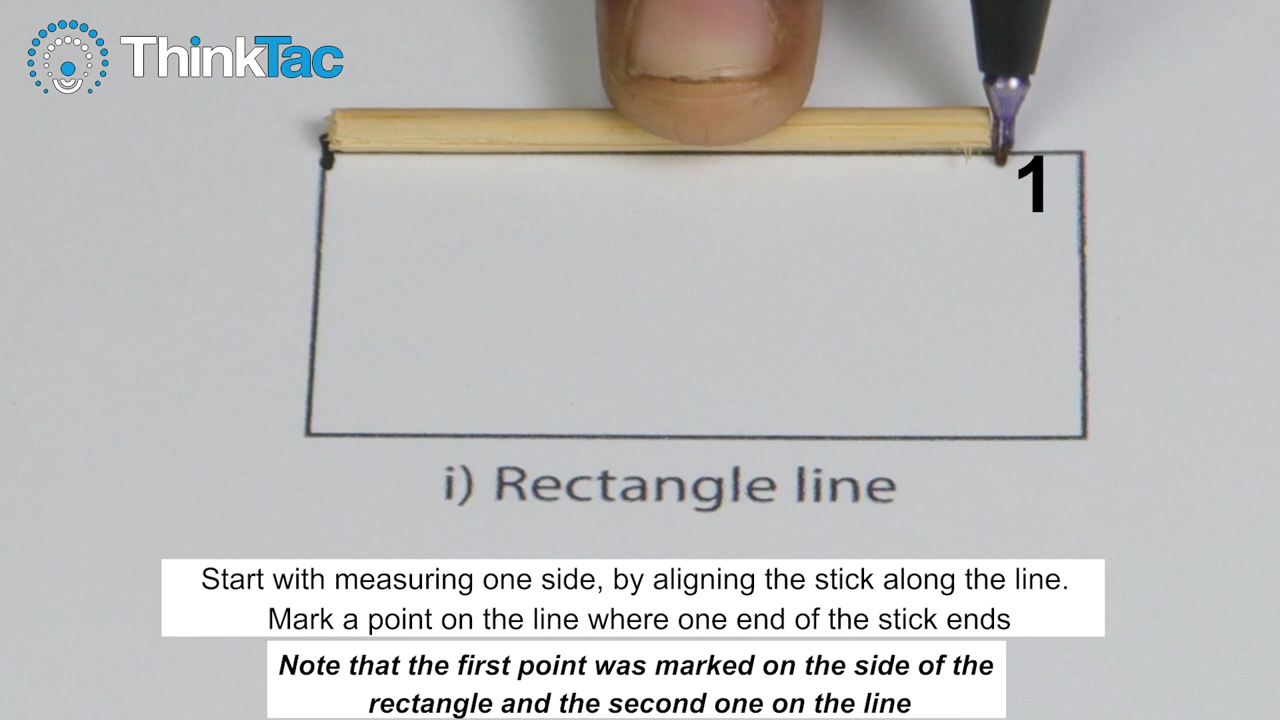 ThinkTac
1
i) Rectangle line
Start with measuring one side, by aligning the stick along the line.
Mark a point on the line where one end of the stick ends
Note that the first point was marked on the side of the
rectangle and the second one on the line